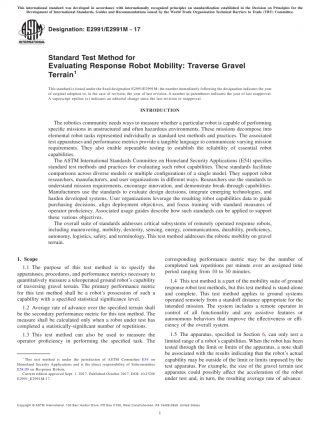 This international standard was developed in accordance with internationally recognized principles on standardization established in the Decision on Principles for the
Development of International Standards, Guides and Recommendations issued by the World Trade Organization Technical Barriers to Trade (TBT) Committee.
Designation: E2991/E2991M − 17
Standard Test Method for
Evaluating Response Robot Mobility: Traverse Gravel
Terrain1
This standard is issued under the fixed designation E2991/E2991M; the number immediately following the designation indicates the year
of original adoption or, in the case of revision, the year of last revision. A number in parentheses indicates the year of last reapproval.
A superscript epsilon (ε) indicates an editorial change since the last revision or reapproval.
INTRODUCTION
The robotics community needs ways to measure whether a particular robot is capable of performing
specific missions in unstructured and often hazardous environments. These missions decompose into
elemental robot tasks represented individually as standard test methods and practices. The associated
test apparatuses and performance metrics provide a tangible language to communicate varying mission
requirements. They also enable repeatable testing to establish the reliability of essential robot
capabilities.
The ASTM International Standards Committee on Homeland Security Applications (E54) specifies
standard test methods and practices for evaluating such robot capabilities. These standards facilitate
comparisons across diverse models or multiple configurations of a single model. They support robot
researchers, manufacturers, and user organizations in different ways. Researchers use the standards to
understand mission requirements, encourage innovation, and demonstrate break-through capabilities.
Manufacturers use the standards to evaluate design decisions, integrate emerging technologies, and
harden developed systems. User organizations leverage the resulting robot capabilities data to guide
purchasing decisions, align deployment objectives, and focus training with standard measures of
operator proficiency. Associated usage guides describe how such standards can be applied to support
these various objectives.
The overall suite of standards addresses critical subsystems of remotely operated response robots,
including maneuvering, mobility, dexterity, sensing, energy, communications, durability, proficiency,
autonomy, logistics, safety, and terminology. This test method addresses the robotic mobility on gravel
terrain.
1. Scope
1.1 The purpose of this test method is to specify the
apparatuses, procedures, and performance metrics necessary to
quantitatively measure a teleoperated ground robot's capability
of traversing gravel terrain. The primary performance metric
for this test method shall be a robot's possession of such a
capability with a specified statistical significance level.
1.2 Average rate of advance over the specified terrain shall
be the secondary performance metric for this test method. The
measure shall be calculated only when a robot under test has
completed a statistically-significant number of repetitions.
1.3 This test method can also be used to measure the
operator proficiency in performing the specified task. The
1 This test method is under the jurisdiction of ASTM Committee E54 on
Homeland Security Applications and is the direct responsibility of Subcommittee
E54.09 on Response Robots.
Current edition approved Sept. 1, 2017. Published October 2017. DOI: 10.1520/
E2991_E2991M-17.
corresponding performance metric may be the number of
completed task repetitions per minute over an assigned time
period ranging from 10 to 30 minutes.
1.4 This test method is a part of the mobility suite of ground
response robot test methods, but this test method is stand-alone
and complete. This test method applies to ground systems
operated remotely from a standoff distance appropriate for the
intended mission. The system includes a remote operator in
control of all functionality and any assistive features or
autonomous behaviors that improve the effectiveness or effi-
ciency of the overall system.
1.5 The apparatus, specified in Section 6, can only test a
limited range of a robot's capabilities. When the robot has been
tested through the limit or limits of the apparatus, a note shall
be associated with the results indicating that the robot's actual
capability may be outside of the limit or limits imposed by the
test apparatus. For example, the size of the gravel terrain test
apparatus could possibly affect the acceleration of the robot
under test and, in turn, the resulting average rate of advance.
Copyright © ASTM International, 100 Barr Harbor Drive, PO Box C700, West Conshohocken, PA 19428-2959. United States
1